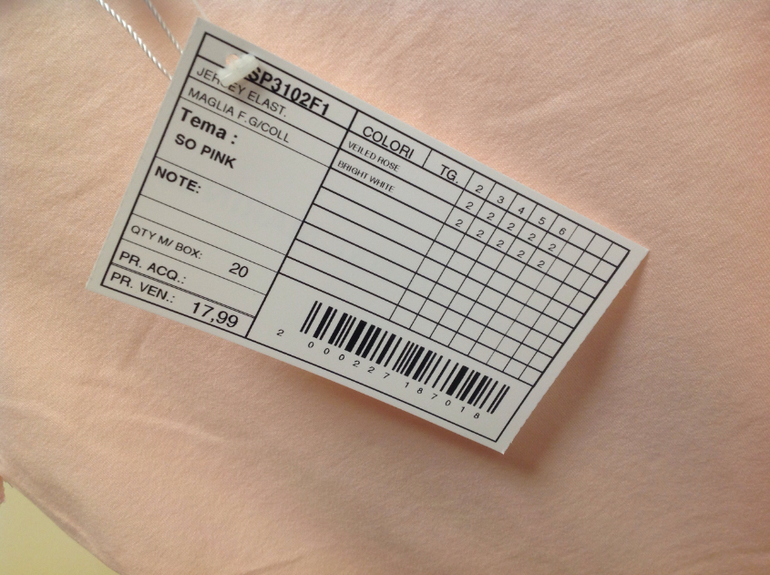 SP3102F1
JERSEY ELAST.
MAGLIA F.G/COLL
Tema :
SO PINK
NOTE:
QTY M/ BOX: 20
PR. ACQ.:
PR. VEN.: 17,99
COLORI TG. 2 3 4 5 6
VEILED ROSE 2 2 2 2 2
BRIGHT WHITE 2 2 2 2 2
2 000227 187018